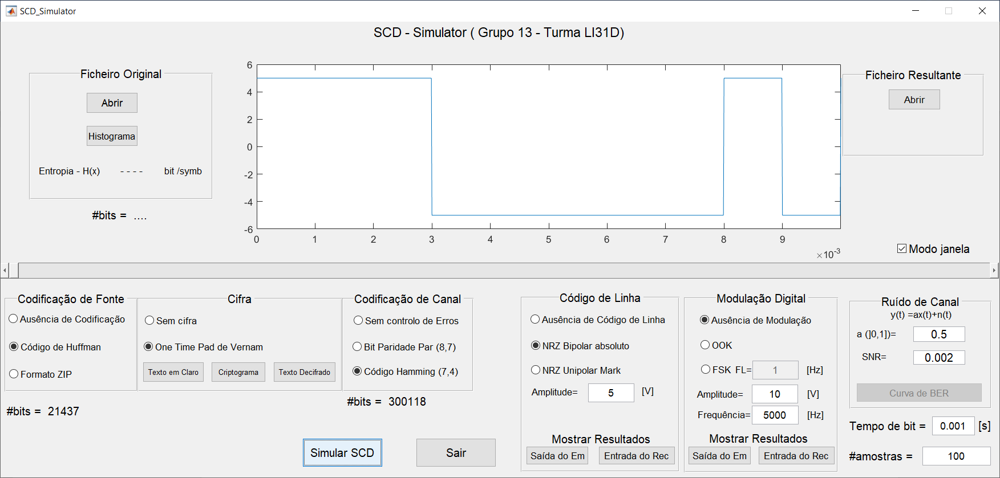 SCD_Simulator
SCD - Simulator ( Grupo 13 - Turma LI31D)
Ficheiro Original
Abrir
Histograma
Entropia - H(x) - - - - bit /symb
#bits = ....
6
4
2
0
-2
-4
-6
0 1 2 3 4 5 6 7 8 9
×10-3
Ficheiro Resultante
Abrir
Modo janela
Codificação de Fonte
Ausência de Codificação
Código de Huffman
Formato ZIP
#bits = 21437
Cifra
Sem cifra
One Time Pad de Vernam
Texto em Claro Criptograma Texto Decifrado
Codificação de Canal
Sem controlo de Erros
Bit Paridade Par (8,7)
Código Hamming (7,4)
#bits = 300118
Simular SCD Sair
Código de Linha
Ausência de Código de Linha
NRZ Bipolar absoluto
NRZ Unipolar Mark
Amplitude= 5 [V]
Mostrar Resultados
Saída do Em Entrada do Rec
Modulação Digital
Ausência de Modulação
OOK
FSK FL= 1 [Hz]
Amplitude= 10 [V]
Frequência= 5000 [Hz]
Mostrar Resultados
Saída do Em Entrada do Rec
Ruído de Canal
y(t) =ax(t)+n(t)
a (]0,1])= 0.5
SNR= 0.002
Curva de BER
Tempo de bit = 0.001 [s]
#amostras = 100